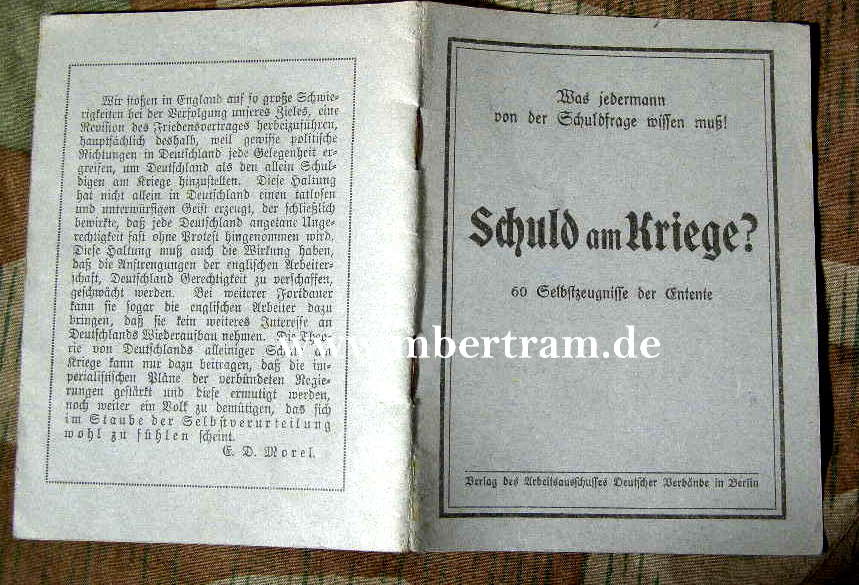 Wir stoßen in England auf so große Schwie-
rigkeiten bei der Verfolgung unseres Zieles, eine
Revision des Friedensvertrages herbeizuführen,
hauptsächlich deshalb, weil gewisse politische
Richtungen in Deutschland jede Gelegenheit er-
greifen, um Deutschland als den allein Schul-
digen am Kriege hinzustellen. Diese Haltung
hat nicht allein in Deutschland einen tatlosen
und unterwürfigen Geist erzeugt, der schließlich
bewirkte, daß jede Deutschland angetane Unge-
rechtigkeit fast ohne Protest hingenommen wird.
Diese Haltung muß auch die Wirkung haben,
daß die Anstrengungen der englischen Arbeiter-
schaft, Deutschland Gerechtigkeit zu verschaffen,
geschwächt werden. Bei weiterer Fortdauer
kann sie sogar die englischen Arbeiter dazu
bringen, daß sie kein weiteres Interesse an
Deutschlands Wiederaufbau nehmen. Die Theo-
rie von Deutschlands alleiniger Schuld am
Kriege kann nur dazu beitragen, daß die im-
perialistischen Pläne der verbündeten Regie-
rungen gestärkt und diese ermutigt werden,
noch weiter ein Volk zu demütigen, das sich
im Staube der Selbstverurteilung
wohl zu fühlen scheint.
E. D. Morel.
Was jedermann
von der Schuldfrage wissen muß!
Schuld am Kriege?
60 Selbstzeugnisse der Entente
Verlag des Arbeitsausschusses Deutscher Verbände in Berlin
mbertram.de